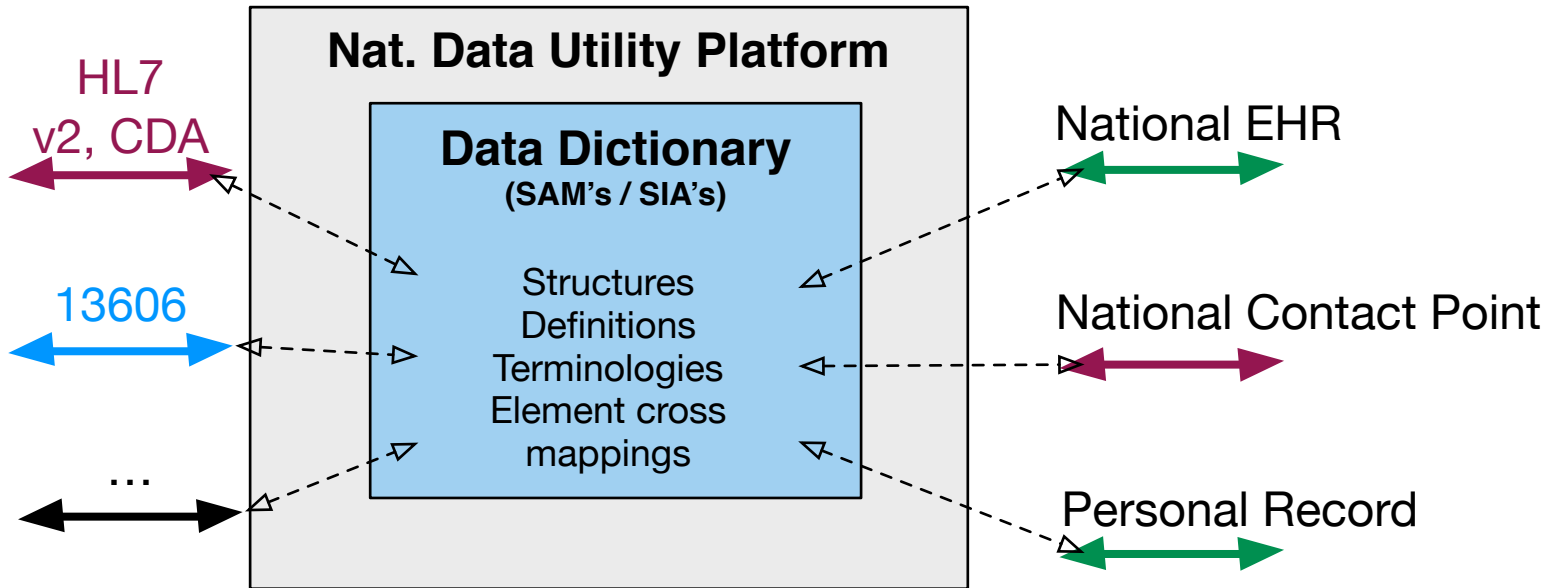 Nat. Data Utility Platform
HL7
v2, CDA
13606
...
Data Dictionary
(SAM's / SIA's)
Structures
Definitions
Terminologies
Element cross
mappings
National EHR
National Contact Point
Personal Record